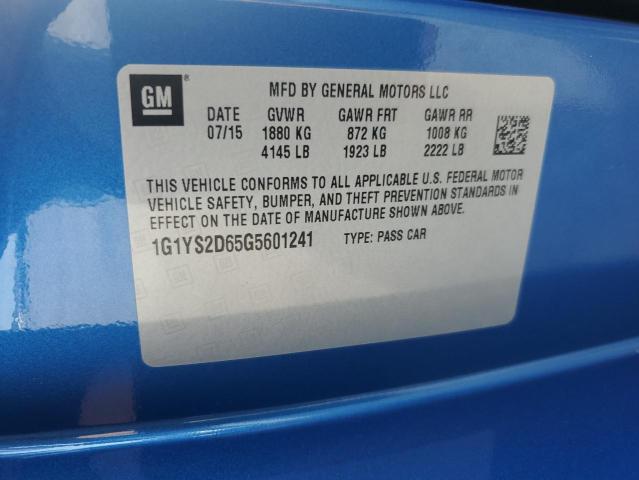 GM ®
MFD BY GENERAL MOTORS LLC
DATE GVWR GAWR FRT GAWR RR
07/15 1880 KG 872 KG 1008 KG
4145 LB 1923 LB 2222 LB
THIS VEHICLE CONFORMS TO ALL APPLICABLE U.S. FEDERAL MOTOR
VEHICLE SAFETY, BUMPER, AND THEFT PREVENTION STANDARDS IN
EFFECT ON THE DATE OF MANUFACTURE SHOWN ABOVE.
1G1YS2D65G5601241 TYPE: PASS CAR